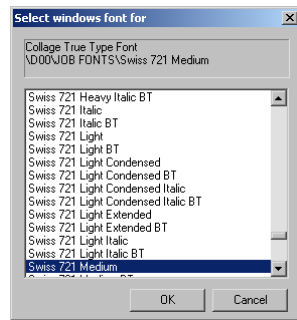 Select windows font for
Collage True Type Font
\D00\JOB FONTS\Swiss 721 Medium
Swiss 721 Heavy Italic BT
Swiss 721 Italic
Swiss 721 Italic BT
Swiss 721 Light
Swiss 721 Light BT
Swiss 721 Light Condensed
Swiss 721 Light Condensed BT
Swiss 721 Light Condensed Italic
Swiss 721 Light Condensed Italic BT
Swiss 721 Light Extended
Swiss 721 Light Extended BT
Swiss 721 Light Italic
Swiss 721 Light Italic BT
Swiss 721 Medium
OK Cancel